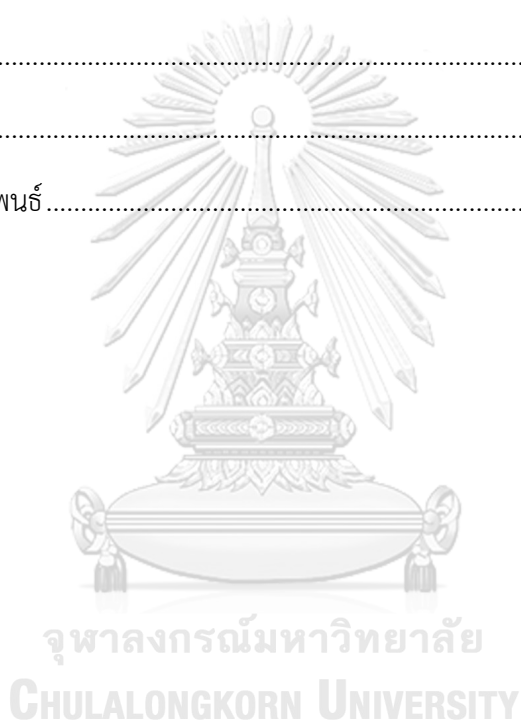 ....................................................................................
....................................................................................
พนธ์....................................................................................
จุฬาลงกรณ์มหาวิทยาลัย
CHULALONGKORN UNIVERSITY